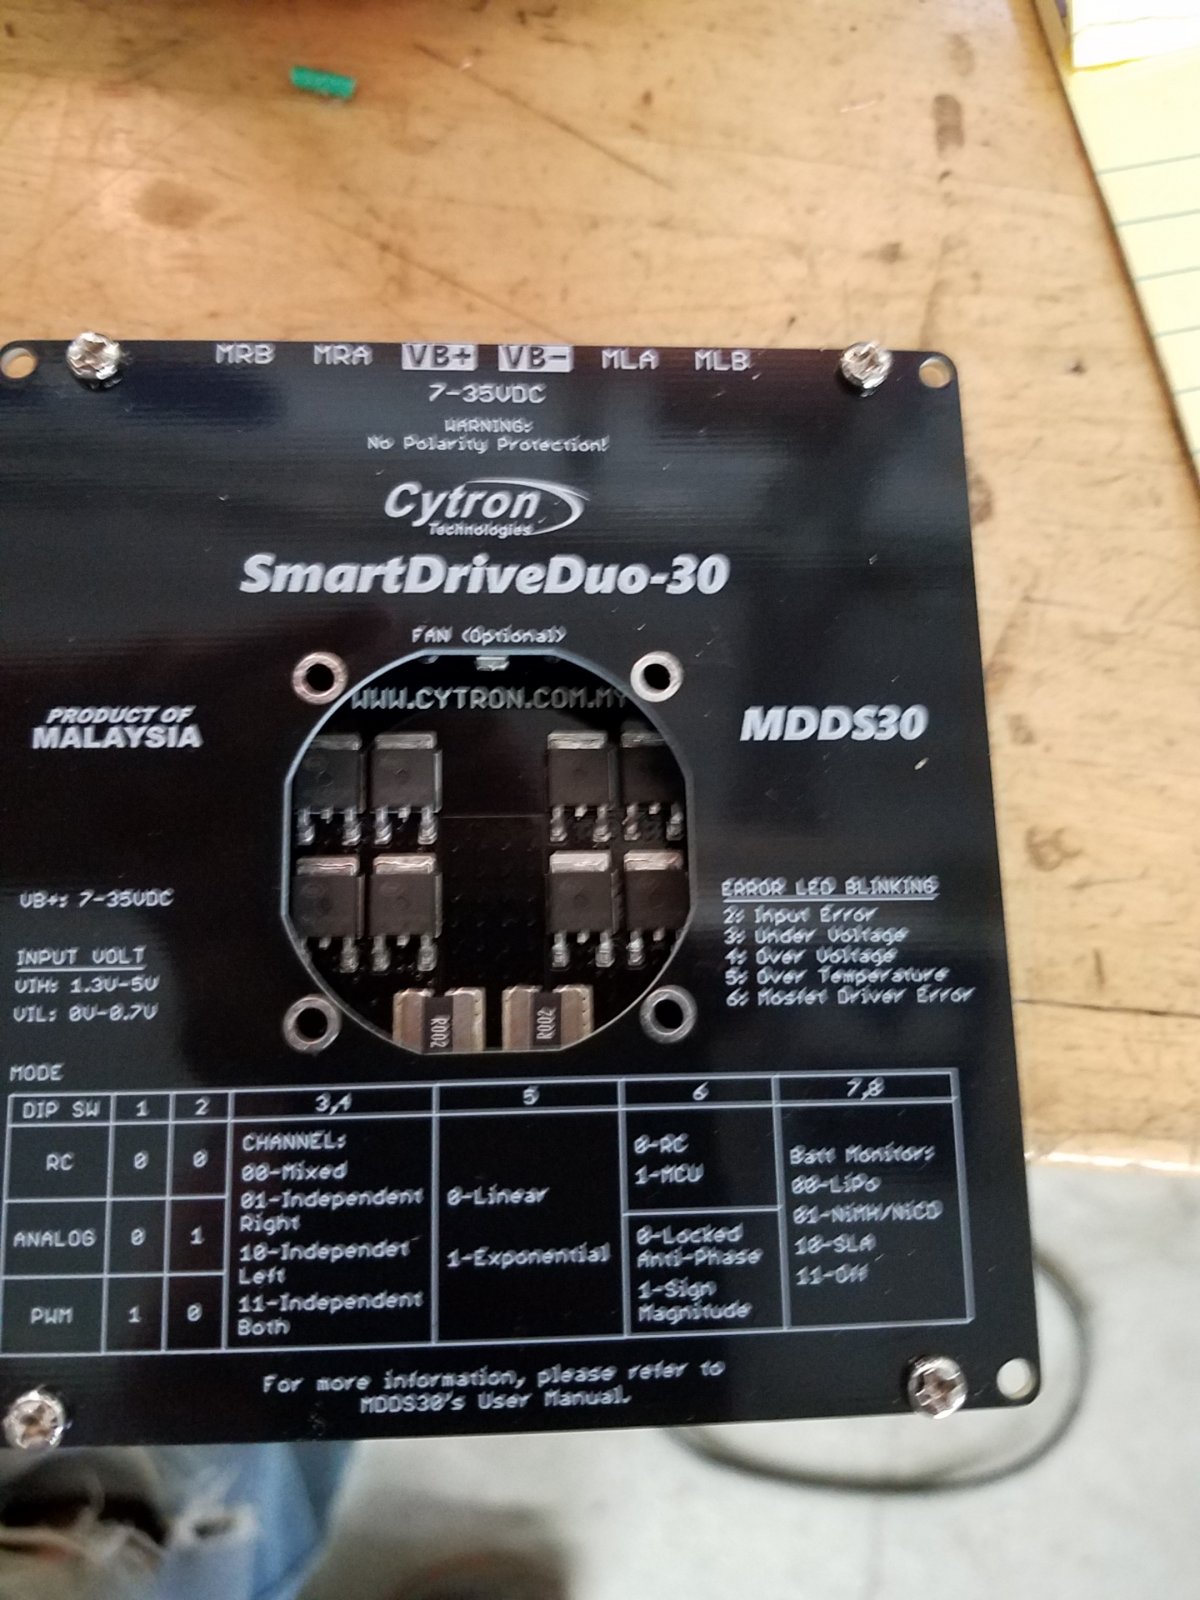 MRB MRA VB+ VB- MLA MLB
7-35VDC
WARNING:
No Polarity Protection!
Cytron
Technologies
SmartDriveDuo-30
FAN (Optional)
WWW.CYTRON.COM.MY
PRODUCT OF
MALAYSIA
MDDS30
VB+: 7-35VDC
INPUT VOLT
VIH: 1.3V-5V
VIL: 0V-0.7V
ERROR LED BLINKING
2: Input Error
3: Under Voltage
4: Over Voltage
5: Over Temperature
6: Mosfet Driver Error
R002 R002
MODE
DIP SW 1 2 3,4 5 6 7,8
RC 0 0
ANALOG 0 1
PWM 1 0
CHANNEL:
00-Mixed
01-Independent
Right
10-Independet
Left
11-Independent
Both
0-Linear
1-Exponential
0-RC
1-MCU
0-Locked
Anti-Phase
1-Sign
Magnitude
Batt Monitor:
00-LiPo
01-NiMH/NiCD
10-SLA
11-Off
For more information, please refer to
MDDS30's User Manual.